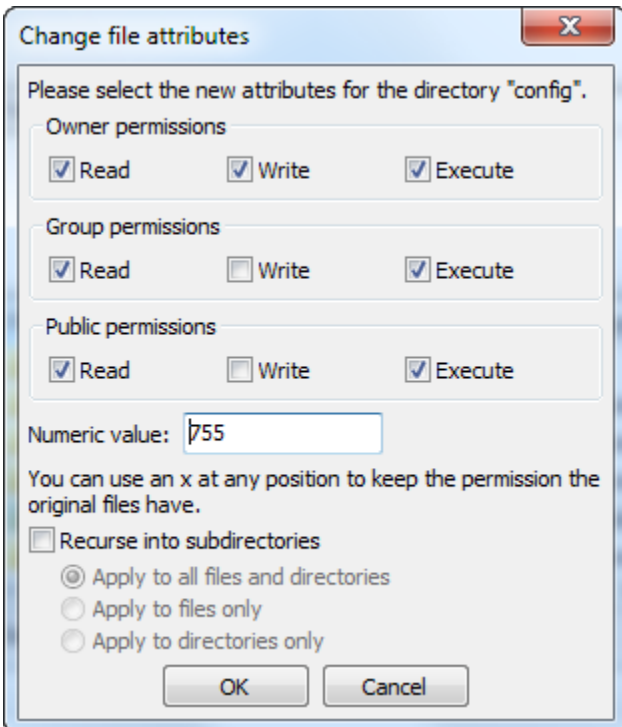 Change file attributes
Please select the new attributes for the directory "config".
Owner permissions
Read Write Execute
Group permissions
Read Write Execute
Public permissions
Read Write Execute
Numeric value: 755
You can use an x at any position to keep the permission the
original files have.
Recurse into subdirectories
Apply to all files and directories
Apply to files only
Apply to directories only
OK Cancel